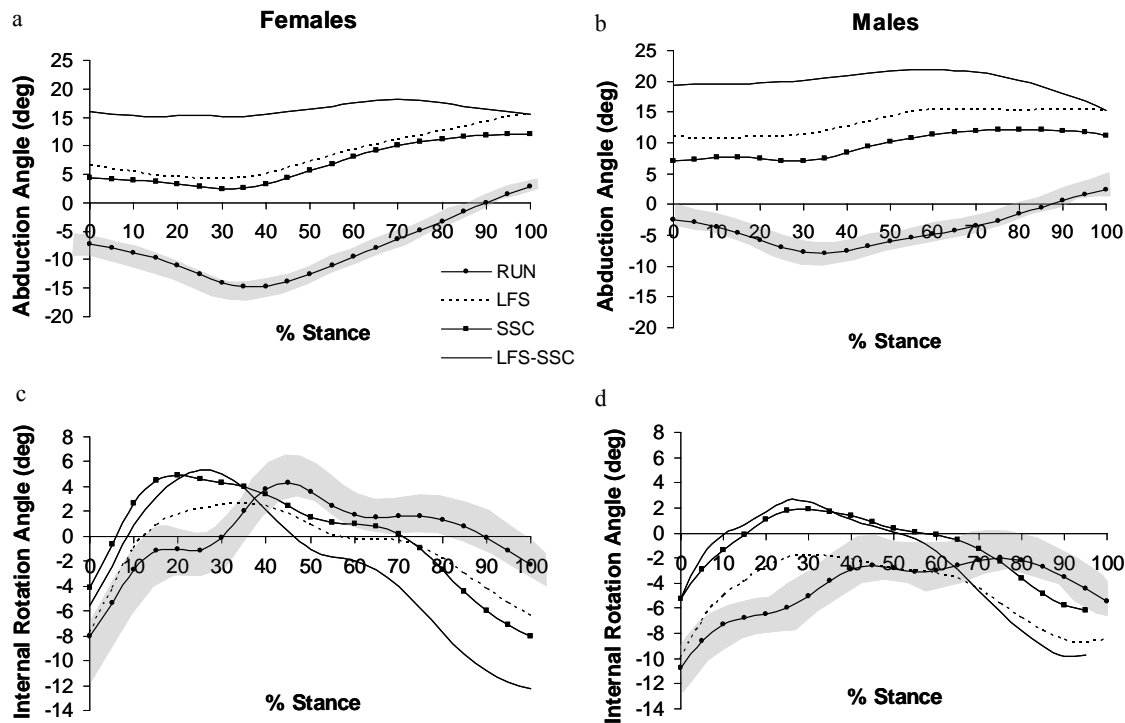 a
Females
Abduction Angle (deg)
25
20
15
10
5
0
-5
-10
-15
-20
0 10 20 30 40 50 60 70 80 90 100
% Stance
RUN
LFS
SSC
LFS-SSC
b
Males
Abduction Angle (deg)
25
20
15
10
5
0
-5
-10
-15
-20
0 10 20 30 40 50 60 70 80 90 100
% Stance
c
Internal Rotation Angle (deg)
8
6
4
2
0
-2
-4
-6
-8
-10
-12
-14
0 10 20 30 40 50 60 70 80 90 100
% Stance
d
Internal Rotation Angle (deg)
8
6
4
2
0
-2
-4
-6
-8
-10
-12
-14
0 10 20 30 40 50 60 70 80 90 100
% Stance